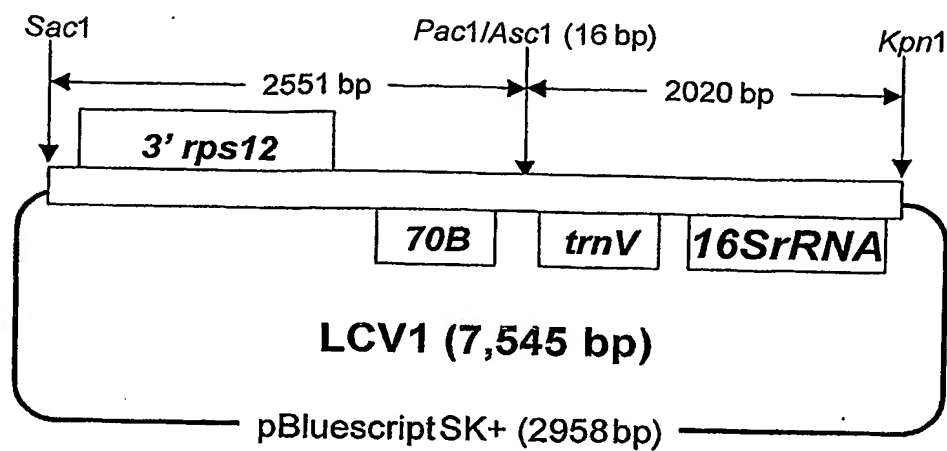 Sac1 Pac1/Asc1 (16 bp) Kpn1
2551 bp 2020 bp
3' rps12
70B trnV 16SrRNA
LCV1 (7,545 bp)
pBluescriptSK+ (2958bp)